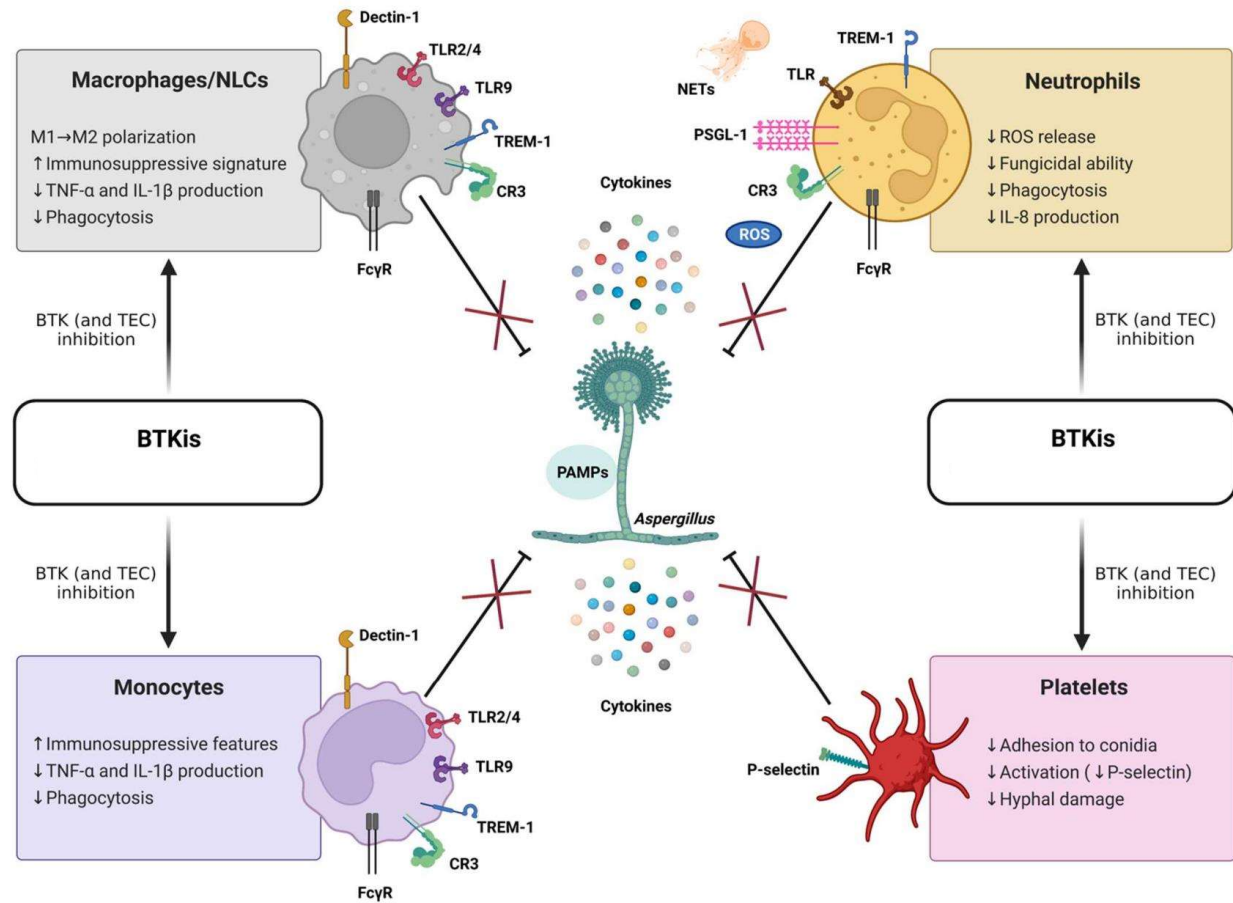 Dectin-1
TLR2/4
TLR9
TREM-1
CR3
FcγR
Macrophages/NLCs
M1→M2 polarization
↑Immunosuppressive signature
↓TNF-α and IL-1β production
↓Phagocytosis
NETs
TREM-1
TLR
PSGL-1
CR3
FcγR
ROS
Cytokines
Neutrophils
↓ROS release
↓Fungicidal ability
↓Phagocytosis
↓IL-8 production
BTK (and TEC)
inhibition
BTK (and TEC)
inhibition
BTKis
BTKis
PAMPs
Aspergillus
BTK (and TEC)
inhibition
BTK (and TEC)
inhibition
Dectin-1
TLR2/4
TLR9
TREM-1
CR3
FcγR
Monocytes
↑Immunosuppressive features
↓TNF-α and IL-1β production
↓Phagocytosis
Cytokines
P-selectin
Platelets
↓Adhesion to conidia
↓Activation (↓P-selectin)
↓Hyphal damage